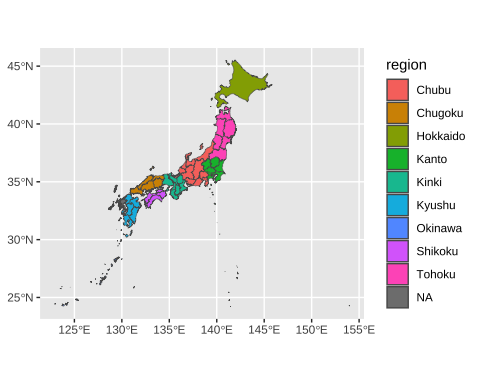 45°N
40°N
35°N
30°N
25°N
125°E 130°E 135°E 140°E 145°E 150°E 155°E
region
Chubu
Chugoku
Hokkaido
Kanto
Kinki
Kyushu
Okinawa
Shikoku
Tohoku
NA